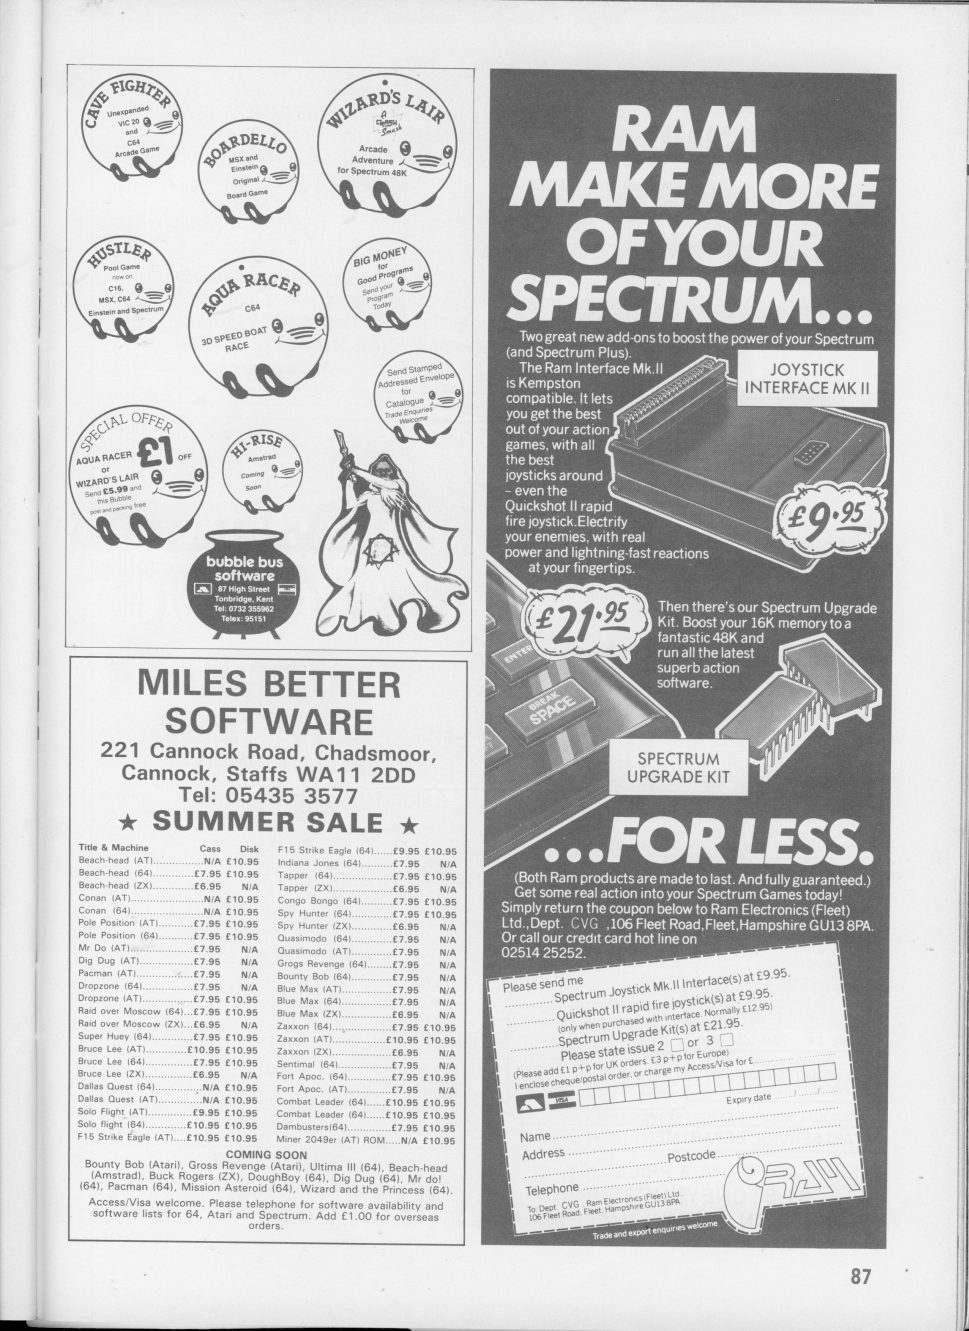 CAVE FIGHTER
Unexpanded
VIC 20
and
C64
Arcade Game
BOARDELLO
MSX and
Einstein
Original
Board Game
WIZARD'S LAIR
A
CRASH
Smash
Arcade
Adventure
for Spectrum 48K
HUSTLER
Pool Game
now on
C16,
MSX, C64
Einstein and Spectrum
AQUA RACER
C64
3D SPEED BOAT
RACE
BIG MONEY
for
Good Programs
Send your
Program
Today
Send Stamped
Addressed Envelope
for
Catalogue
Trade Enquiries
Welcome
SPECIAL OFFER
£1 OFF
AQUA RACER
or
WIZARD'S LAIR
Send £5.99 and
this Bubble
post and packing free
HI-RISE
Amstrad
Coming
Soon
bubble bus
software
87 High Street
Tonbridge, Kent
Tel: 0732 355962
Telex: 95151
MILES BETTER
SOFTWARE
221 Cannock Road, Chadsmoor,
Cannock, Staffs WA11 2DD
Tel: 05435 3577
★ SUMMER SALE ★
Title & Machine Cass Disk
Beach-head (AT)................N/A £10.95
Beach-head (64)............£7.95 £10.95
Beach-head (ZX)............£6.95 N/A
Conan (AT).....................N/A £10.95
Conan (64).....................N/A £10.95
Pole Position (AT)..........£7.95 £10.95
Pole Position (64)...........£7.95 £10.95
Mr Do (AT)....................£7.95 N/A
Dig Dug (AT)................£7.95 N/A
Pacman (AT)................£7.95 N/A
Dropzone (64)...............£7.95 N/A
Dropzone (AT)..............£7.95 £10.95
Raid over Moscow (64)...£7.95 £10.95
Raid over Moscow (ZX)...£6.95 N/A
Super Huey (64)............£7.95 £10.95
Bruce Lee (AT)............£10.95 £10.95
Bruce Lee (64)..............£7.95 £10.95
Bruce Lee (ZX)..............£6.95 N/A
Dallas Quest (64).............N/A £10.95
Dallas Quest (AT)............N/A £10.95
Solo Flight (AT).............£9.95 £10.95
Solo flight (64).............£10.95 £10.95
F15 Strike Eagle (AT)....£10.95 £10.95
F15 Strike Eagle (64)......£9.95 £10.95
Indiana Jones (64)..........£7.95 N/A
Tapper (64)...................£7.95 £10.95
Tapper (ZX)...................£6.95 N/A
Congo Bongo (64)..........£7.95 £10.95
Spy Hunter (64).............£7.95 £10.95
Spy Hunter (ZX).............£6.95 N/A
Quasimodo (64).............£7.95 N/A
Quasimodo (AT).............£7.95 N/A
Grogs Revenge (64)........£7.95 N/A
Bounty Bob (64).............£7.95 N/A
Blue Max (AT)................£7.95 N/A
Blue Max (64)................£7.95 N/A
Blue Max (ZX)................£6.95 N/A
Zaxxon (64)...................£7.95 £10.95
Zaxxon (AT).................£10.95 £10.95
Zaxxon (ZX)..................£6.95 N/A
Sentimal (64).................£7.95 N/A
Fort Apoc. (64)..............£7.95 £10.95
Fort Apoc. (AT)..............£7.95 N/A
Combat Leader (64)......£10.95 £10.95
Combat Leader (64)......£10.95 £10.95
Dambusters(64)..............£7.95 £10.95
Miner 2049er (AT) ROM.....N/A £10.95
COMING SOON
Bounty Bob (Atari), Gross Revenge (Atari), Ultima III (64), Beach-head
(Amstrad), Buck Rogers (ZX), DoughBoy (64), Dig Dug (64), Mr do!
(64), Pacman (64), Mission Asteroid (64), Wizard and the Princess (64).
Access/Visa welcome. Please telephone for software availability and
software lists for 64, Atari and Spectrum. Add £1.00 for overseas
orders.
RAM
MAKE MORE
OF YOUR
SPECTRUM...
Two great new add-ons to boost the power of your Spectrum
(and Spectrum Plus).
The Ram Interface Mk.II
is Kempston
compatible. It lets
you get the best
out of your action
games, with all
the best
joysticks around
– even the
Quickshot II rapid
fire joystick. Electrify
your enemies, with real
power and lightning-fast reactions
at your fingertips.
JOYSTICK
INTERFACE MK II
£9.95
£21.95
Then there's our Spectrum Upgrade
Kit. Boost your 16K memory to a
fantastic 48K and
run all the latest
superb action
software.
ENTER
BREAK
SPACE
SPECTRUM
UPGRADE KIT
...FOR LESS.
(Both Ram products are made to last. And fully guaranteed.)
Get some real action into your Spectrum Games today!
Simply return the coupon below to Ram Electronics (Fleet)
Ltd., Dept. CVG ,106 Fleet Road, Fleet, Hampshire GU13 8PA.
Or call our credit card hot line on
02514 25252.
Please send me
............Spectrum Joystick Mk.II Interface(s) at £9.95.
............Quickshot II rapid fire joystick(s) at £9.95.
(only when purchased with interface. Normally £12.95)
............Spectrum Upgrade Kit(s) at £21.95.
Please state issue 2 □ or 3 □
(Please add £1 p+p for UK orders. £3 p+p for Europe)
I enclose cheque/postal order, or charge my Access/Visa for £............
VISA
Expiry date ....../......
Name............
Address............
............Postcode............
Telephone............
To: Dept. CVG Ram Electronics (Fleet) Ltd.,
106 Fleet Road, Fleet, Hampshire GU13 8PA.
RAM
Trade and export enquiries welcome
87